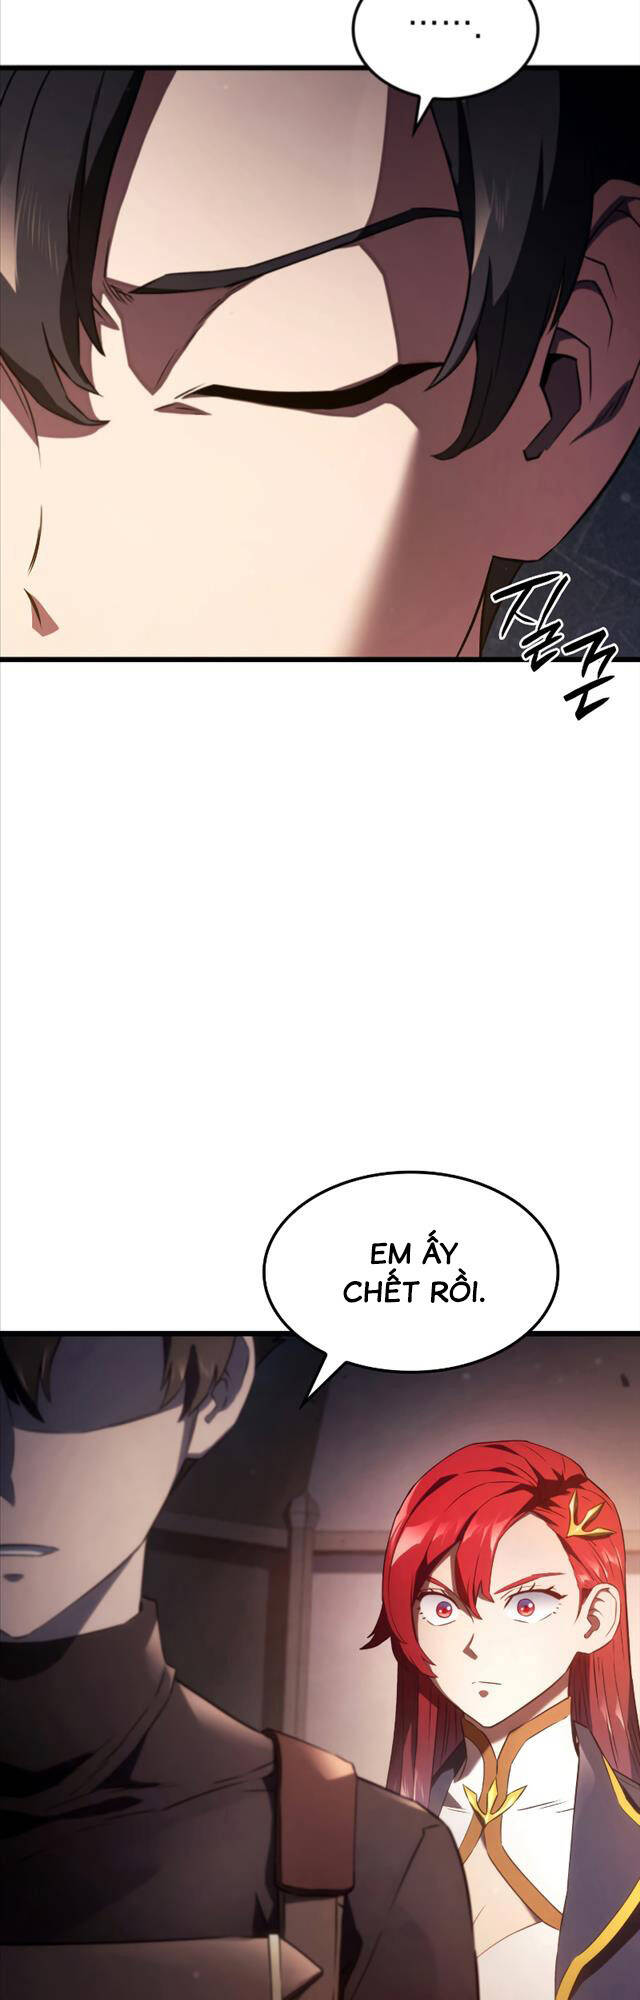 .......
질끈
EM ẤY
CHẾT RỒI.